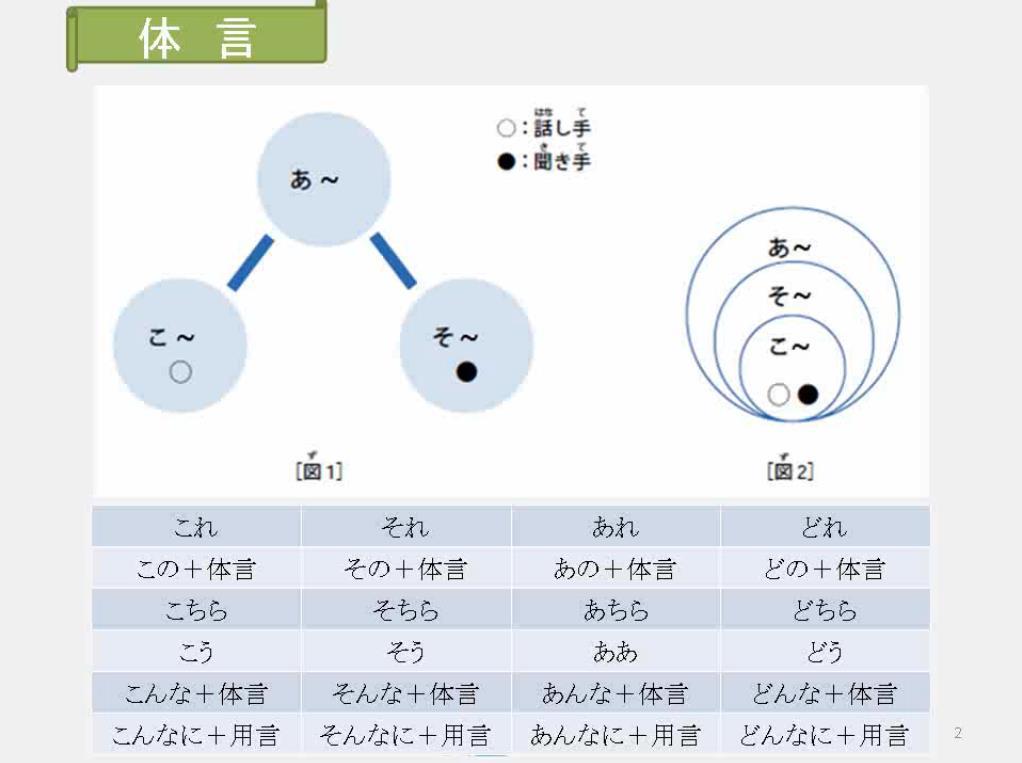 体 言
○:話し手
●:聞き手
あ～
こ～
そ～
あ～
そ～
こ～
[図1]
[図2]
これ それ あれ どれ
この＋体言 その＋体言 あの＋体言 どの＋体言
こちら そちら あちら どちら
こう そう ああ どう
こんな＋体言 そんな＋体言 あんな＋体言 どんな＋体言
こんなに＋用言 そんなに＋用言 あんなに＋用言 どんなに＋用言
2